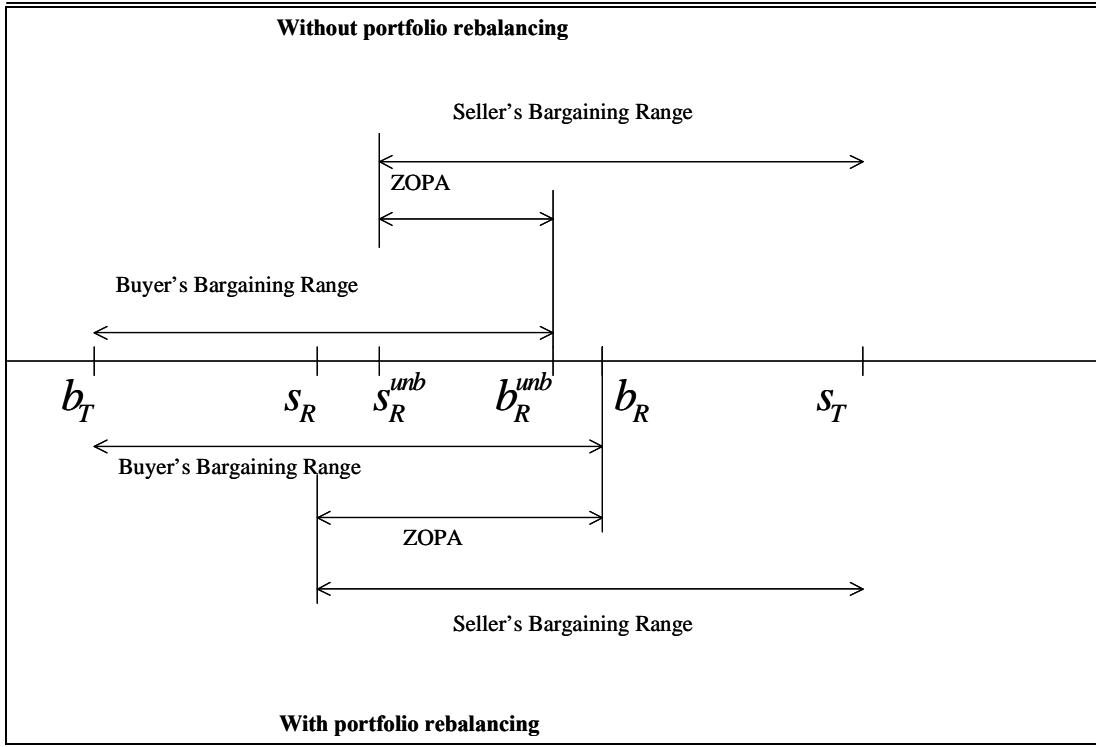 Without portfolio rebalancing
Seller’s Bargaining Range
ZOPA
Buyer’s Bargaining Range
b_T s_R s_R^{unb} b_R^{unb} b_R s_T
Buyer’s Bargaining Range
ZOPA
Seller’s Bargaining Range
With portfolio rebalancing